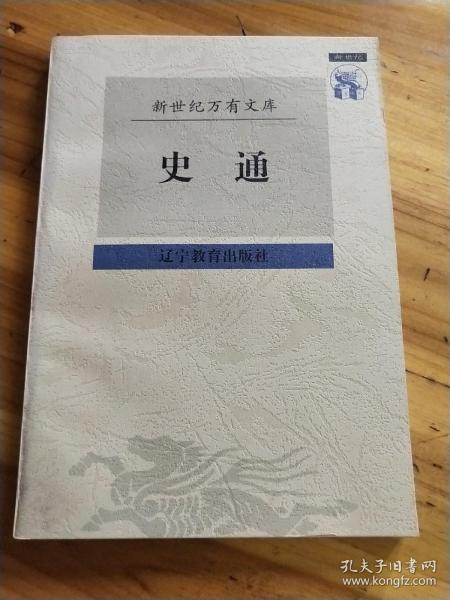 新世纪
新世纪万有文库
史 通
辽宁教育出版社
孔夫子旧书网
www.kongfz.com